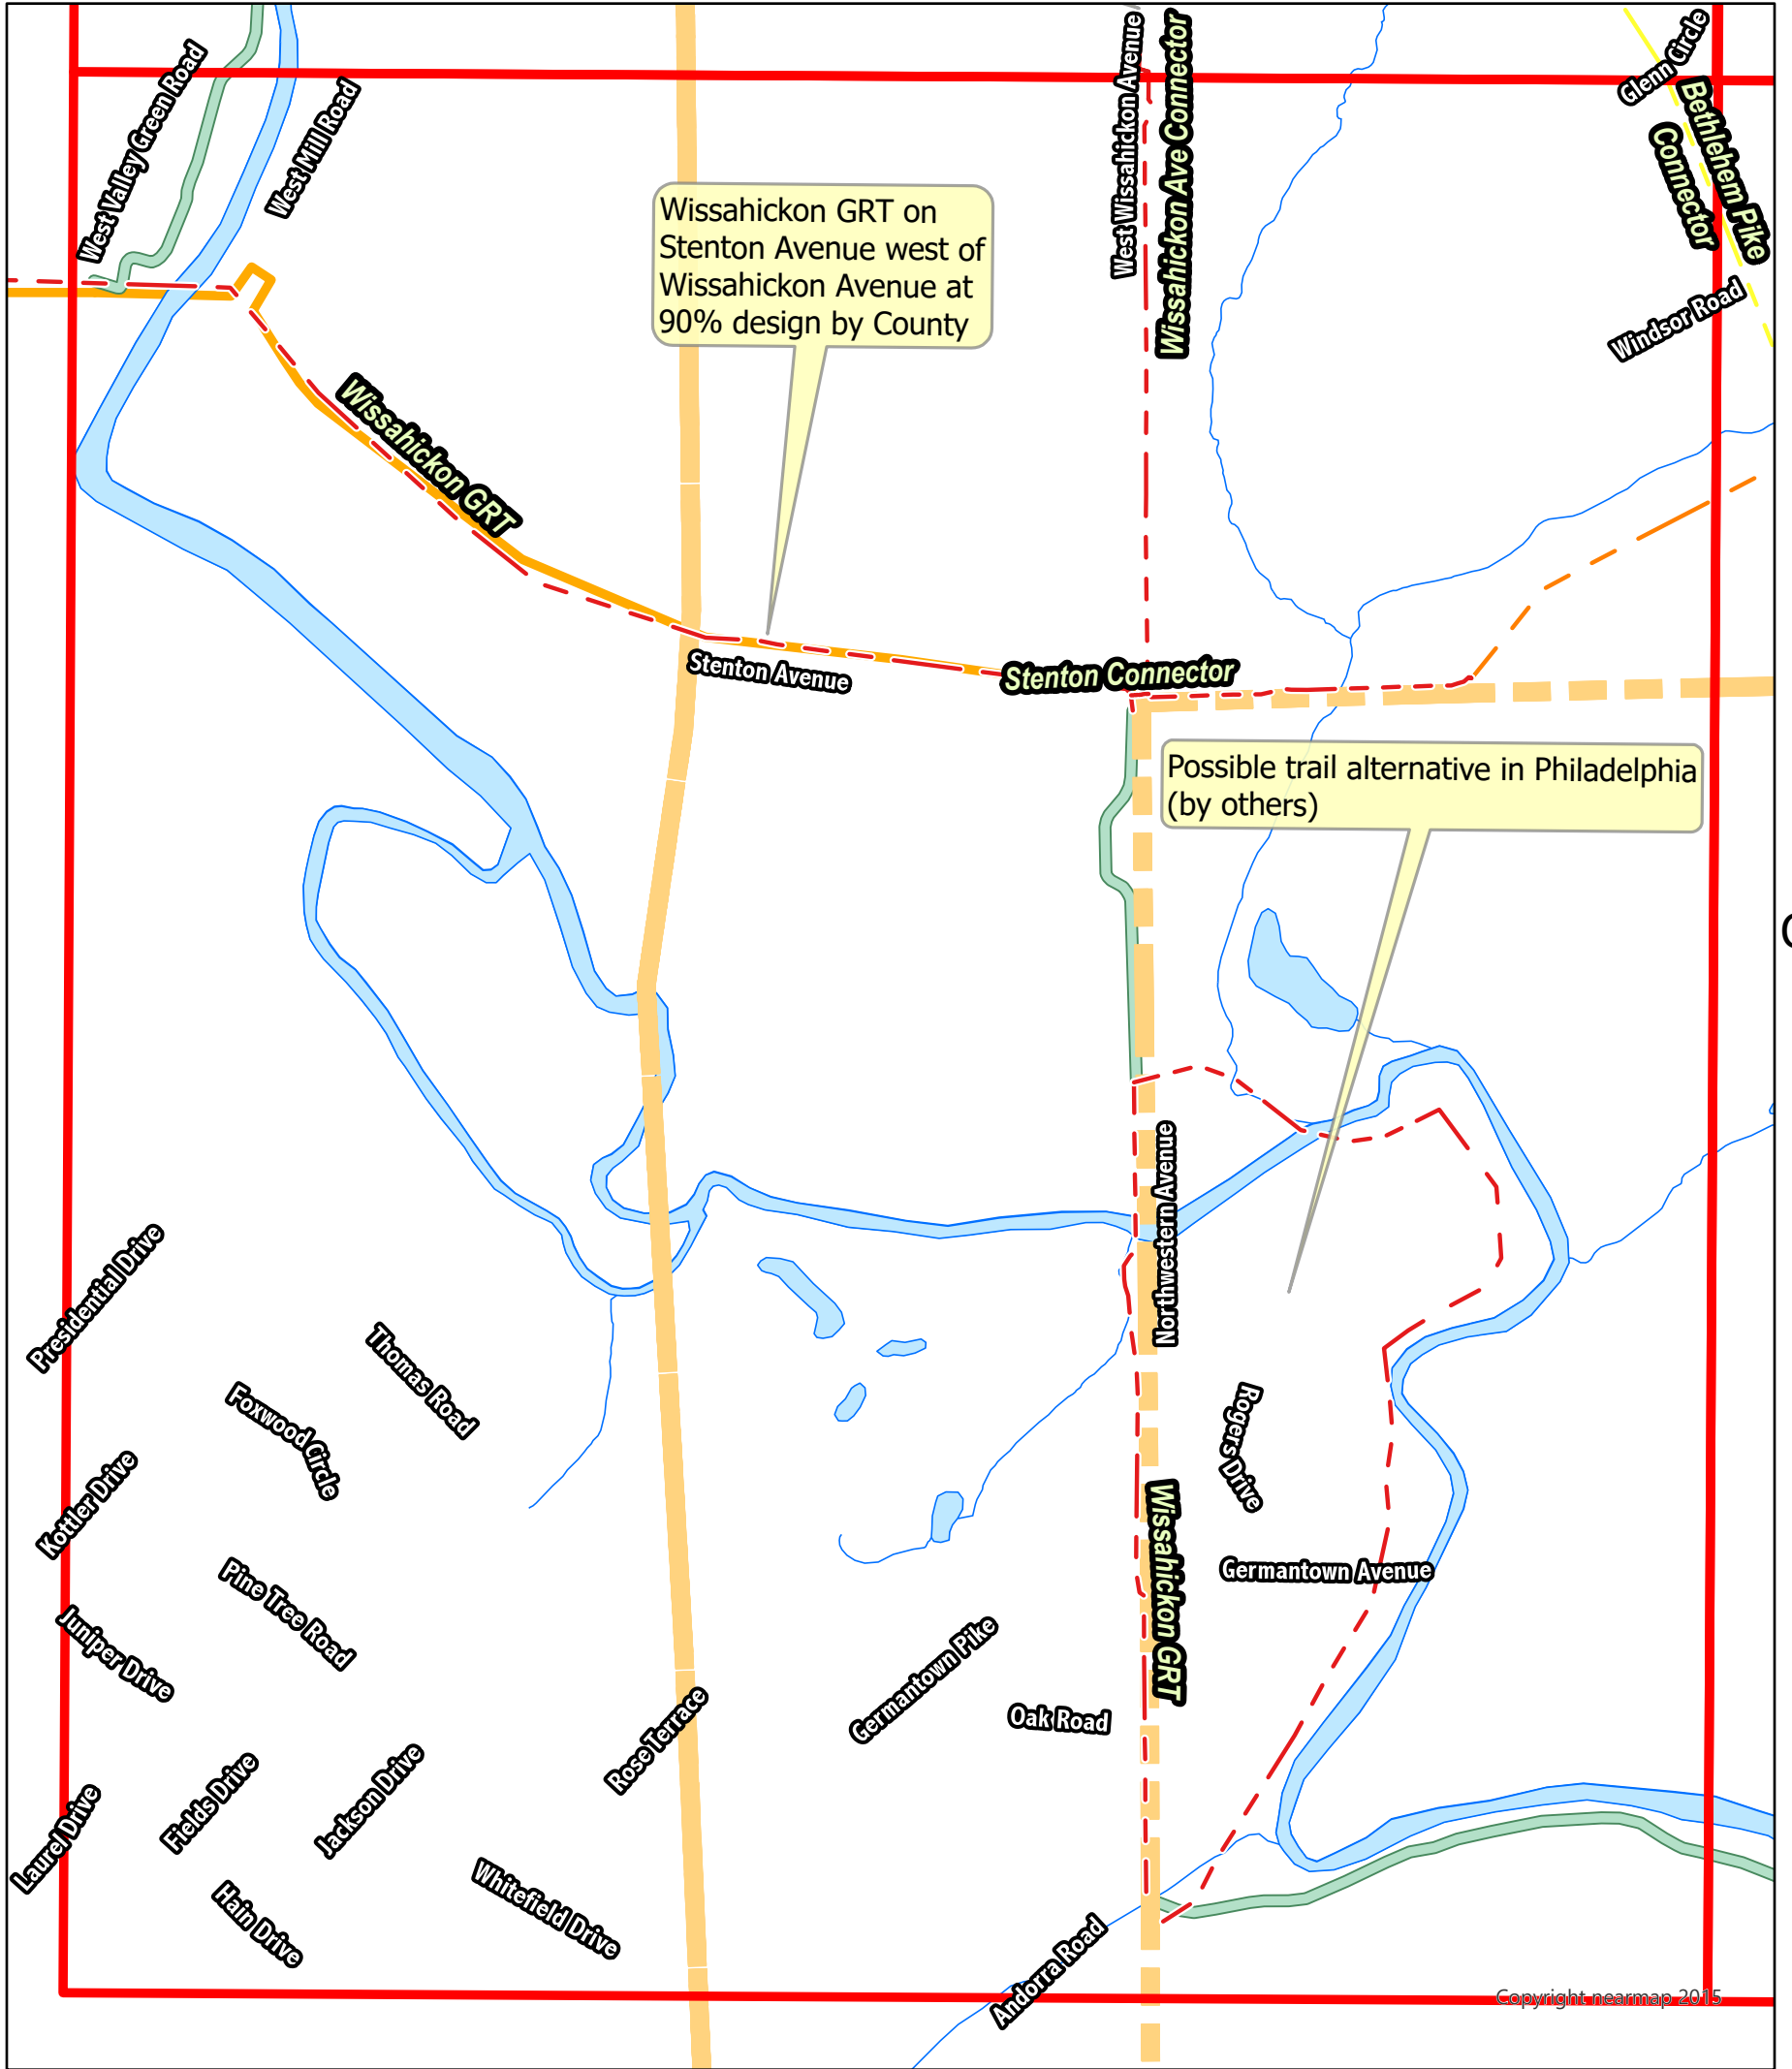 West Valley Green Road
West Mill Road
West Wissahickon Avenue
Wissahickon Ave Connector
Glenn Circle
Bethlehem Pike
Connector
Windsor Road
Wissahickon GRT on
Stenton Avenue west of
Wissahickon Avenue at
90% design by County
Wissahickon GRT
Stenton Avenue
Stenton Connector
Possible trail alternative in Philadelphia
(by others)
Northwestern Avenue
Presidential Drive
Thomas Road
Foxwood Circle
Rogers Drive
Kottler Drive
Wissahickon GRT
Germantown Avenue
Pine Tree Road
Juniper Drive
Germantown Pike
Rose Terrace
Oak Road
Laurel Drive
Fields Drive
Jackson Drive
Hain Drive
Whitefield Drive
Andorra Road
Copyright nearmap 2015